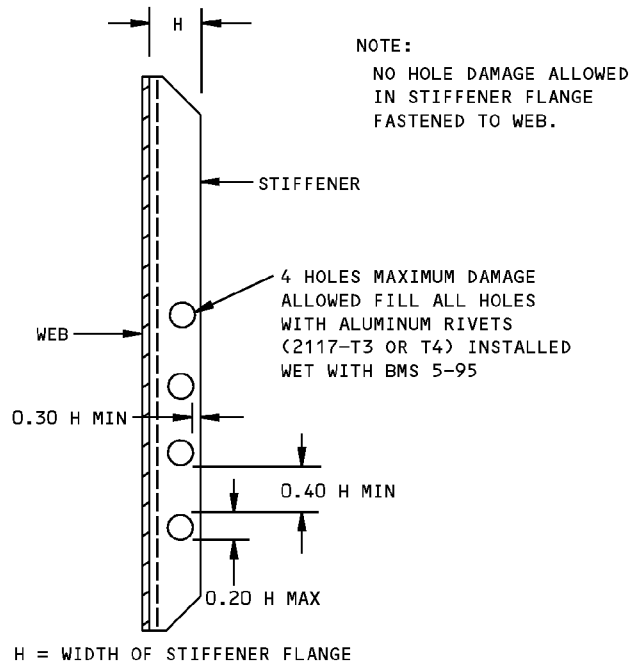 H
NOTE:
NO HOLE DAMAGE ALLOWED
IN STIFFENER FLANGE
FASTENED TO WEB.
STIFFENER
4 HOLES MAXIMUM DAMAGE
ALLOWED FILL ALL HOLES
WITH ALUMINUM RIVETS
(2117-T3 OR T4) INSTALLED
WET WITH BMS 5-95
WEB
0.30 H MIN
0.40 H MIN
0.20 H MAX
H = WIDTH OF STIFFENER FLANGE